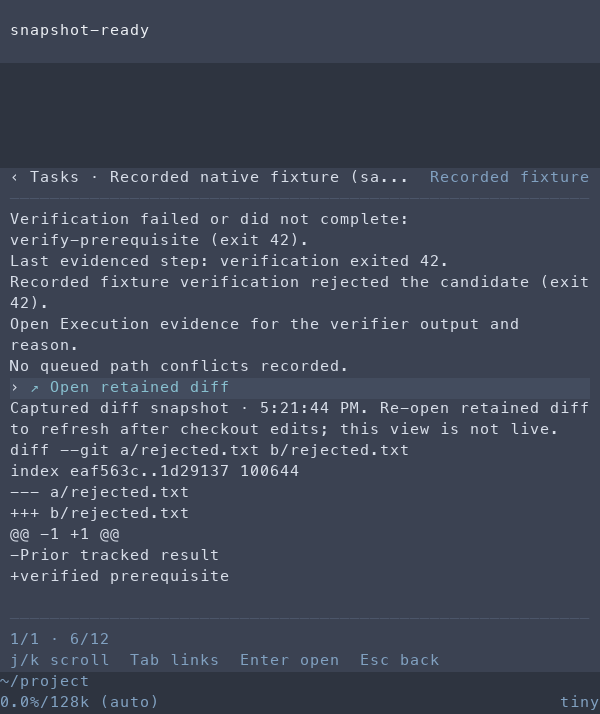 snapshot-ready
‹ Tasks · Recorded native fixture (sa...  Recorded fixture
Verification failed or did not complete:
verify-prerequisite (exit 42).
Last evidenced step: verification exited 42.
Recorded fixture verification rejected the candidate (exit
42).
Open Execution evidence for the verifier output and
reason.
No queued path conflicts recorded.
› ↗ Open retained diff
Captured diff snapshot · 5:21:44 PM. Re-open retained diff
to refresh after checkout edits; this view is not live.
diff --git a/rejected.txt b/rejected.txt
index eaf563c..1d29137 100644
--- a/rejected.txt
+++ b/rejected.txt
@@ -1 +1 @@
-Prior tracked result
+verified prerequisite
1/1 · 6/12
j/k scroll  Tab links  Enter open  Esc back
~/project
0.0%/128k (auto)  tiny